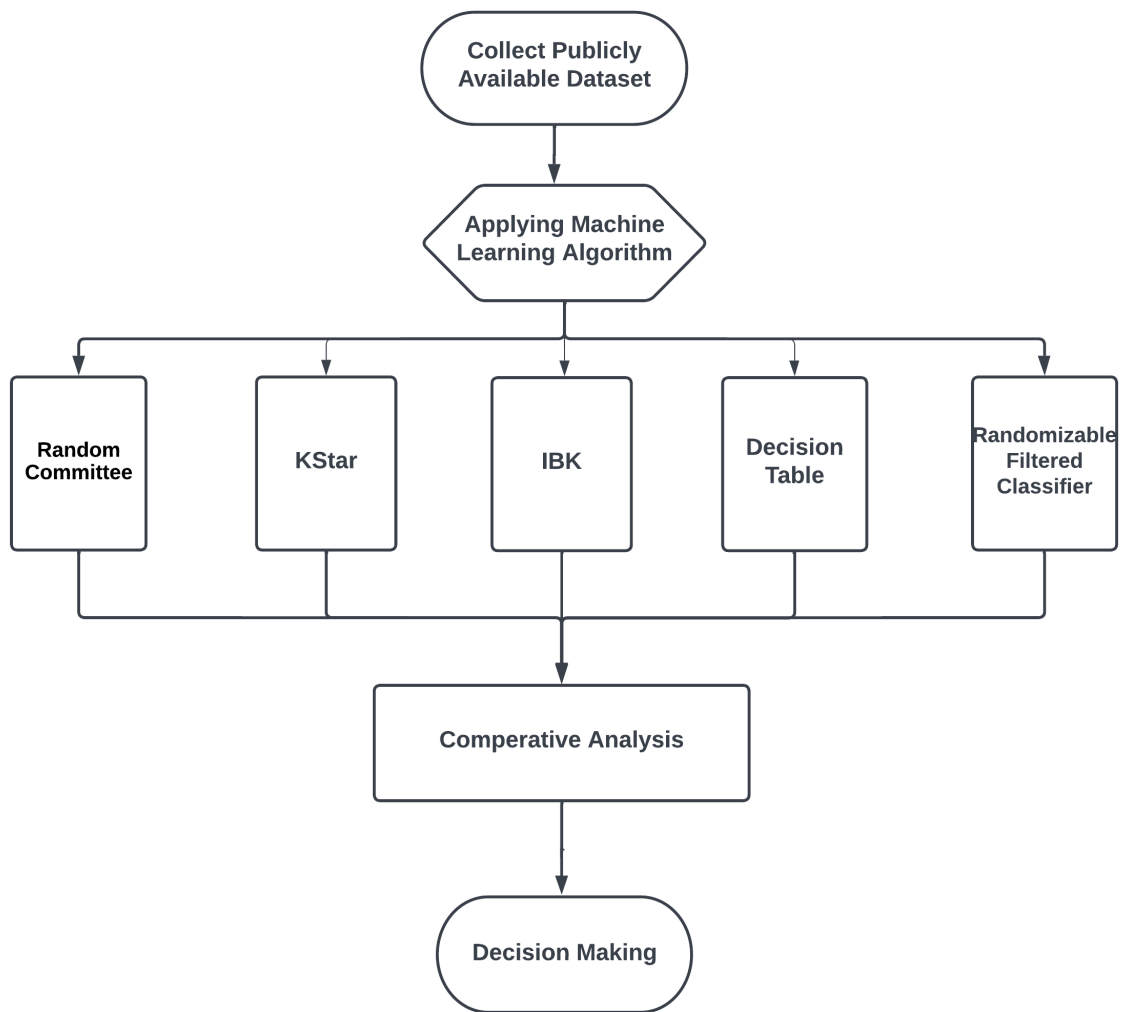 Collect Publicly
Available Dataset
Applying Machine
Learning Algorithm
Random
Committee
KStar
IBK
Decision
Table
Randomizable
Filtered
Classifier
Comperative Analysis
Decision Making